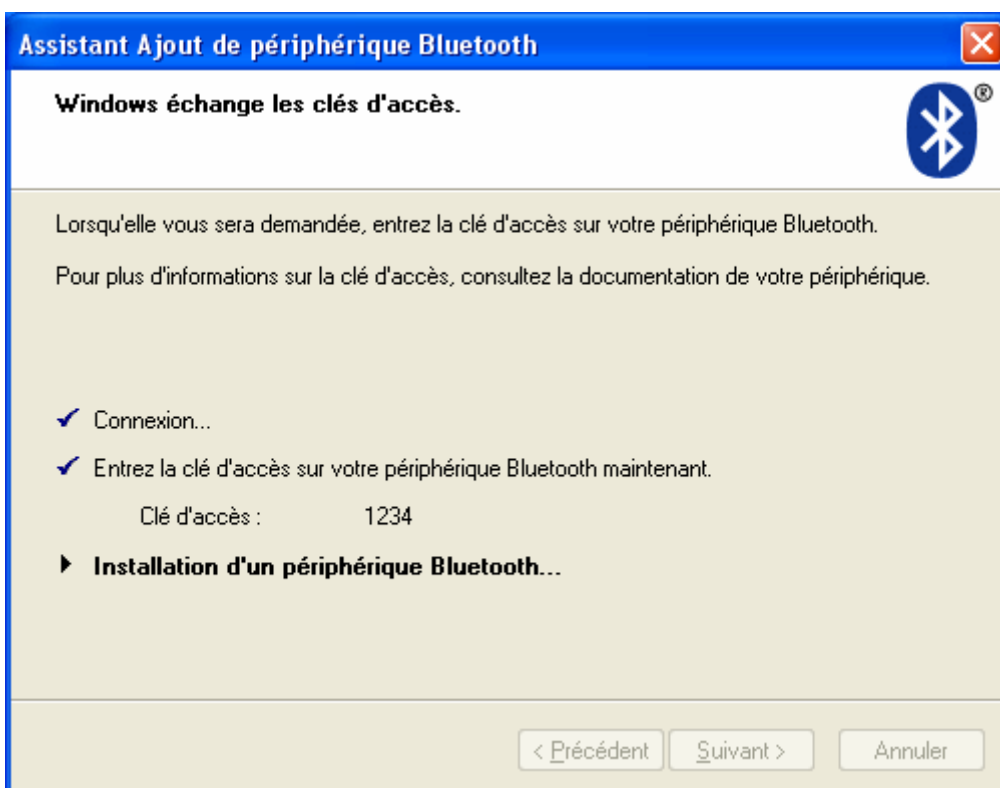 Assistant Ajout de périphérique Bluetooth
Windows échange les clés d'accès.
®
Lorsqu'elle vous sera demandée, entrez la clé d'accès sur votre périphérique Bluetooth.
Pour plus d'informations sur la clé d'accès, consultez la documentation de votre périphérique.
Connexion...
Entrez la clé d'accès sur votre périphérique Bluetooth maintenant.
Clé d'accès : 1234
Installation d'un périphérique Bluetooth...
< Précédent Suivant > Annuler